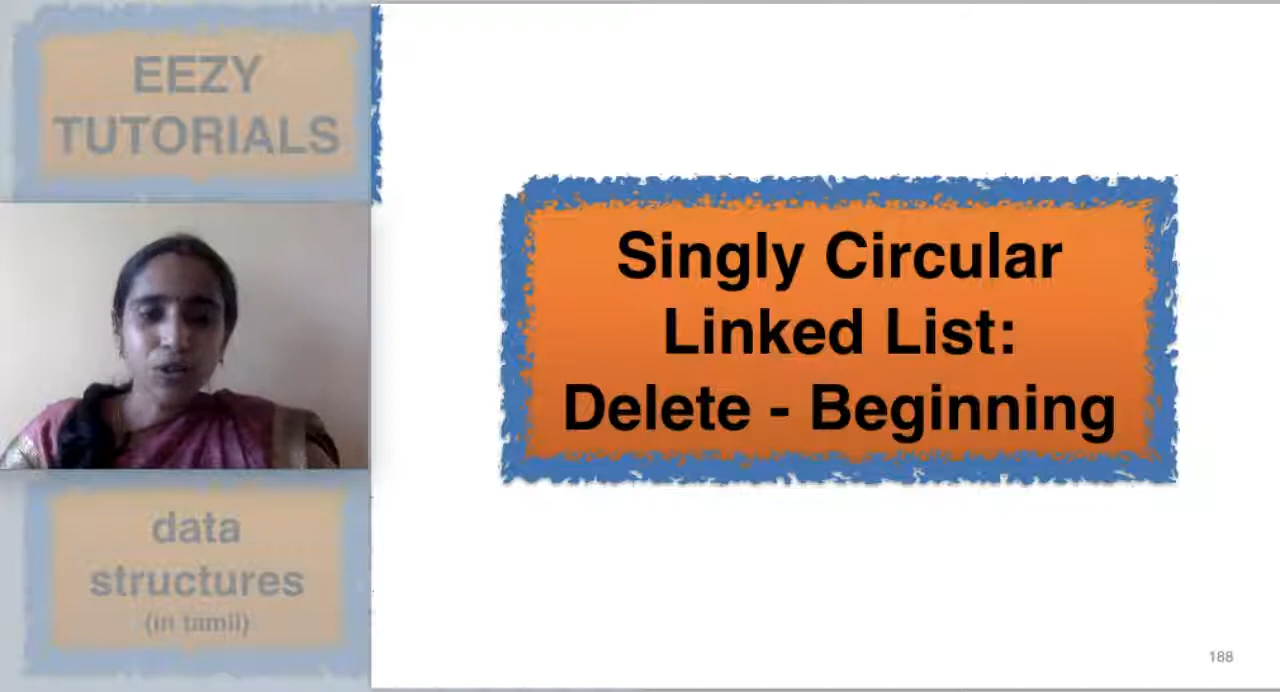 EEZY
TUTORIALS
Singly Circular
Linked List:
Delete - Beginning
data
structures
(in tamil)
188